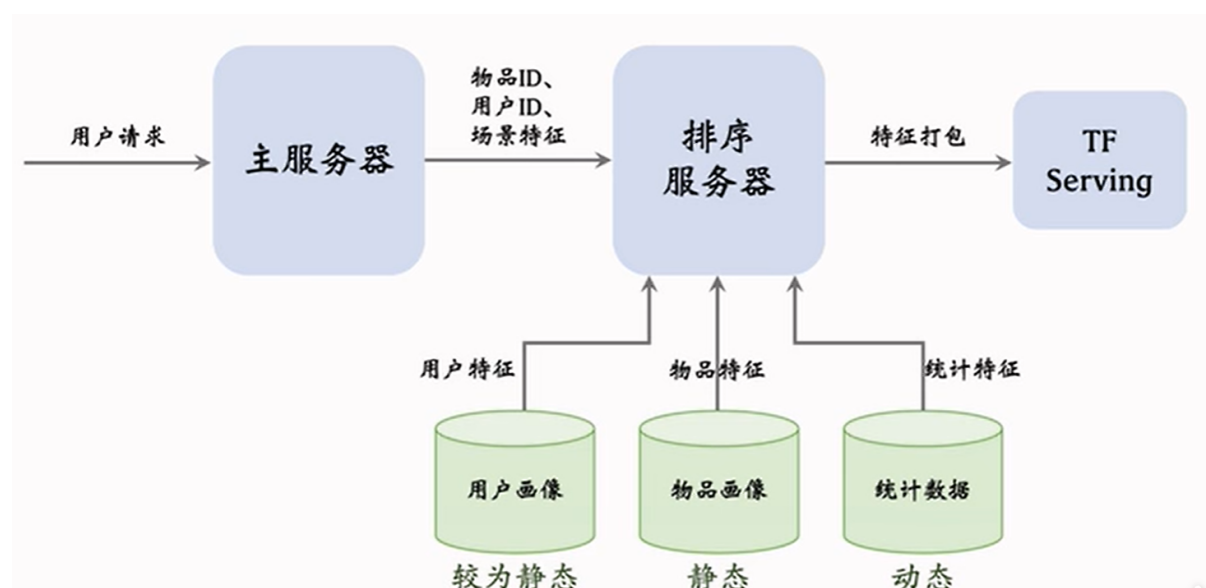 用户请求
主服务器
物品ID、
用户ID、
场景特征
排序
服务器
特征打包
TF
Serving
用户特征
物品特征
统计特征
用户画像
物品画像
统计数据
较为静态
静态
动态